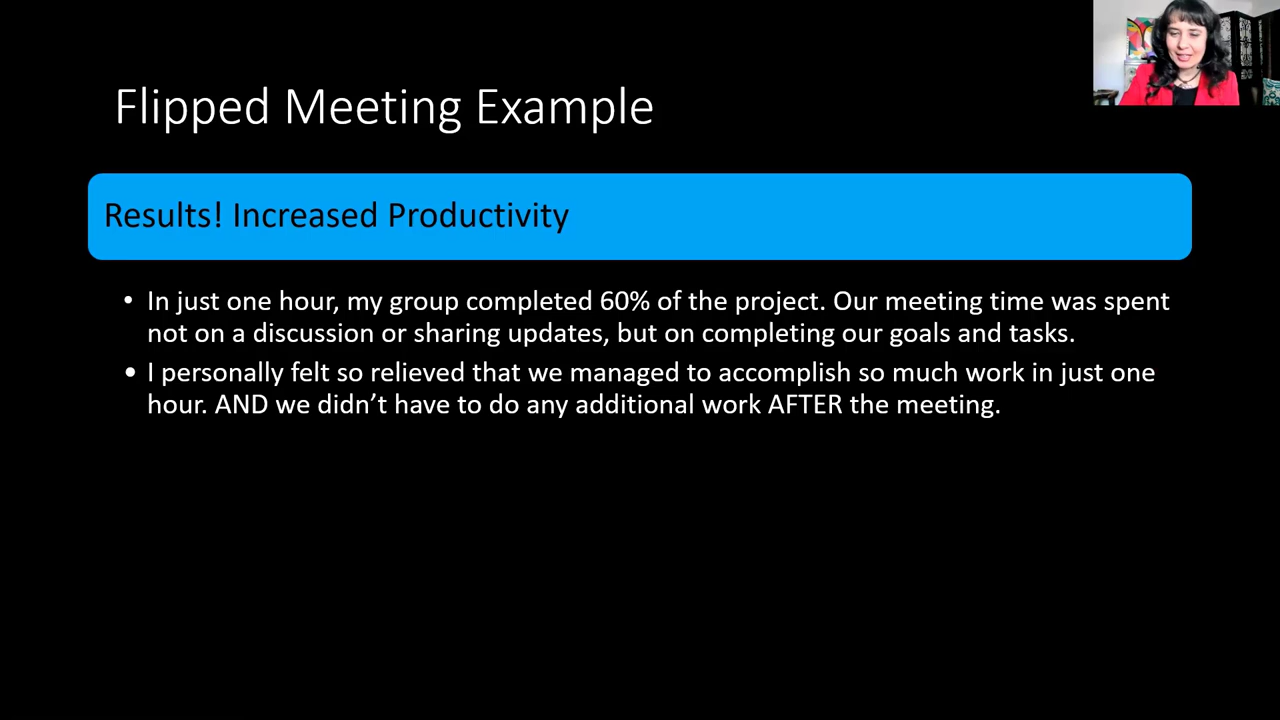 Flipped Meeting Example
Results! Increased Productivity
• In just one hour, my group completed 60% of the project. Our meeting time was spent
not on a discussion or sharing updates, but on completing our goals and tasks.
• I personally felt so relieved that we managed to accomplish so much work in just one
hour. AND we didn’t have to do any additional work AFTER the meeting.